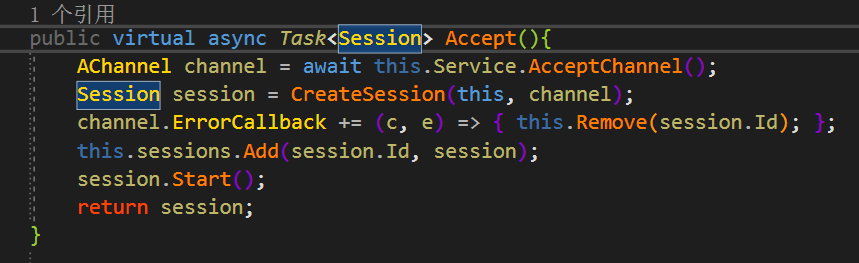 1 个引用
public virtual async Task<Session> Accept(){
AChannel channel = await this.Service.AcceptChannel();
Session session = CreateSession(this, channel);
channel.ErrorCallback += (c, e) => { this.Remove(session.Id); };
this.sessions.Add(session.Id, session);
session.Start();
return session;
}